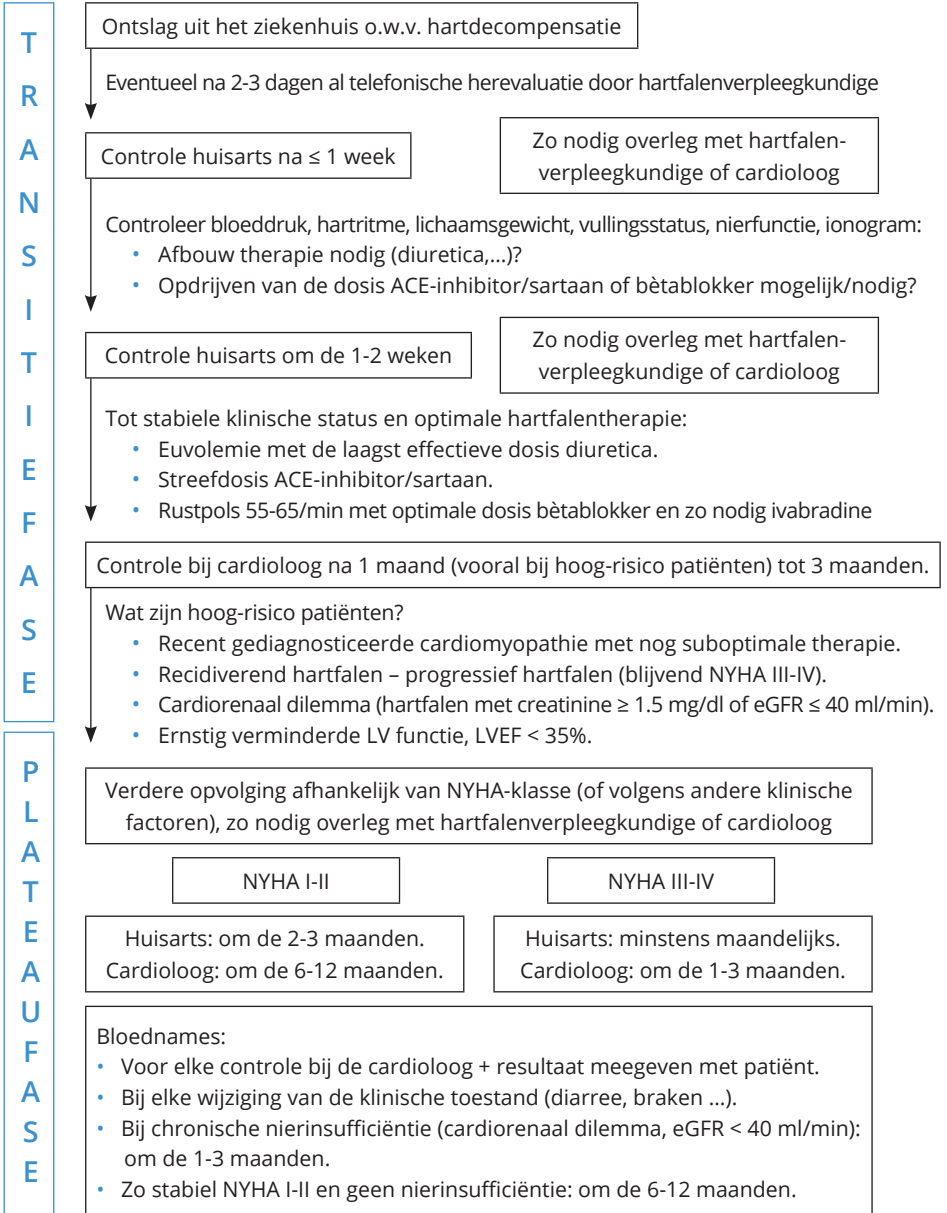 TRANSITIEFASE
Ontslag uit het ziekenhuis o.w.v. hartdecompensatie
Eventueel na 2-3 dagen al telefonische herevaluatie door hartfalenverpleegkundige
Controle huisarts na ≤ 1 week
Zo nodig overleg met hartfalen-
verpleegkundige of cardioloog
Controleer bloeddruk, hartritme, lichaamsgewicht, vullingsstatus, nierfunctie, ionogram:
• Afbouw therapie nodig (diuretica,...)?
• Opdrijven van de dosis ACE-inhibitor/sartaan of bètablokker mogelijk/nodig?
Controle huisarts om de 1-2 weken
Zo nodig overleg met hartfalen-
verpleegkundige of cardioloog
Tot stabiele klinische status en optimale hartfalentherapie:
• Euvolemie met de laagst effectieve dosis diuretica.
• Streefdosis ACE-inhibitor/sartaan.
• Rustpols 55-65/min met optimale dosis bètablokker en zo nodig ivabradine
Controle bij cardioloog na 1 maand (vooral bij hoog-risico patiënten) tot 3 maanden.
Wat zijn hoog-risico patiënten?
• Recent gediagnosticeerde cardiomyopathie met nog suboptimale therapie.
• Recidiverend hartfalen – progressief hartfalen (blijvend NYHA III-IV).
• Cardiorenaal dilemma (hartfalen met creatinine ≥ 1.5 mg/dl of eGFR ≤ 40 ml/min).
• Ernstig verminderde LV functie, LVEF < 35%.
PLATEAUFASE
Verdere opvolging afhankelijk van NYHA-klasse (of volgens andere klinische
factoren), zo nodig overleg met hartfalenverpleegkundige of cardioloog
NYHA I-II
NYHA III-IV
Huisarts: om de 2-3 maanden.
Cardioloog: om de 6-12 maanden.
Huisarts: minstens maandelijks.
Cardioloog: om de 1-3 maanden.
Bloednames:
• Voor elke controle bij de cardioloog + resultaat meegeven met patiënt.
• Bij elke wijziging van de klinische toestand (diarree, braken ...).
• Bij chronische nierinsufficiëntie (cardiorenaal dilemma, eGFR < 40 ml/min):
om de 1-3 maanden.
• Zo stabiel NYHA I-II en geen nierinsufficiëntie: om de 6-12 maanden.